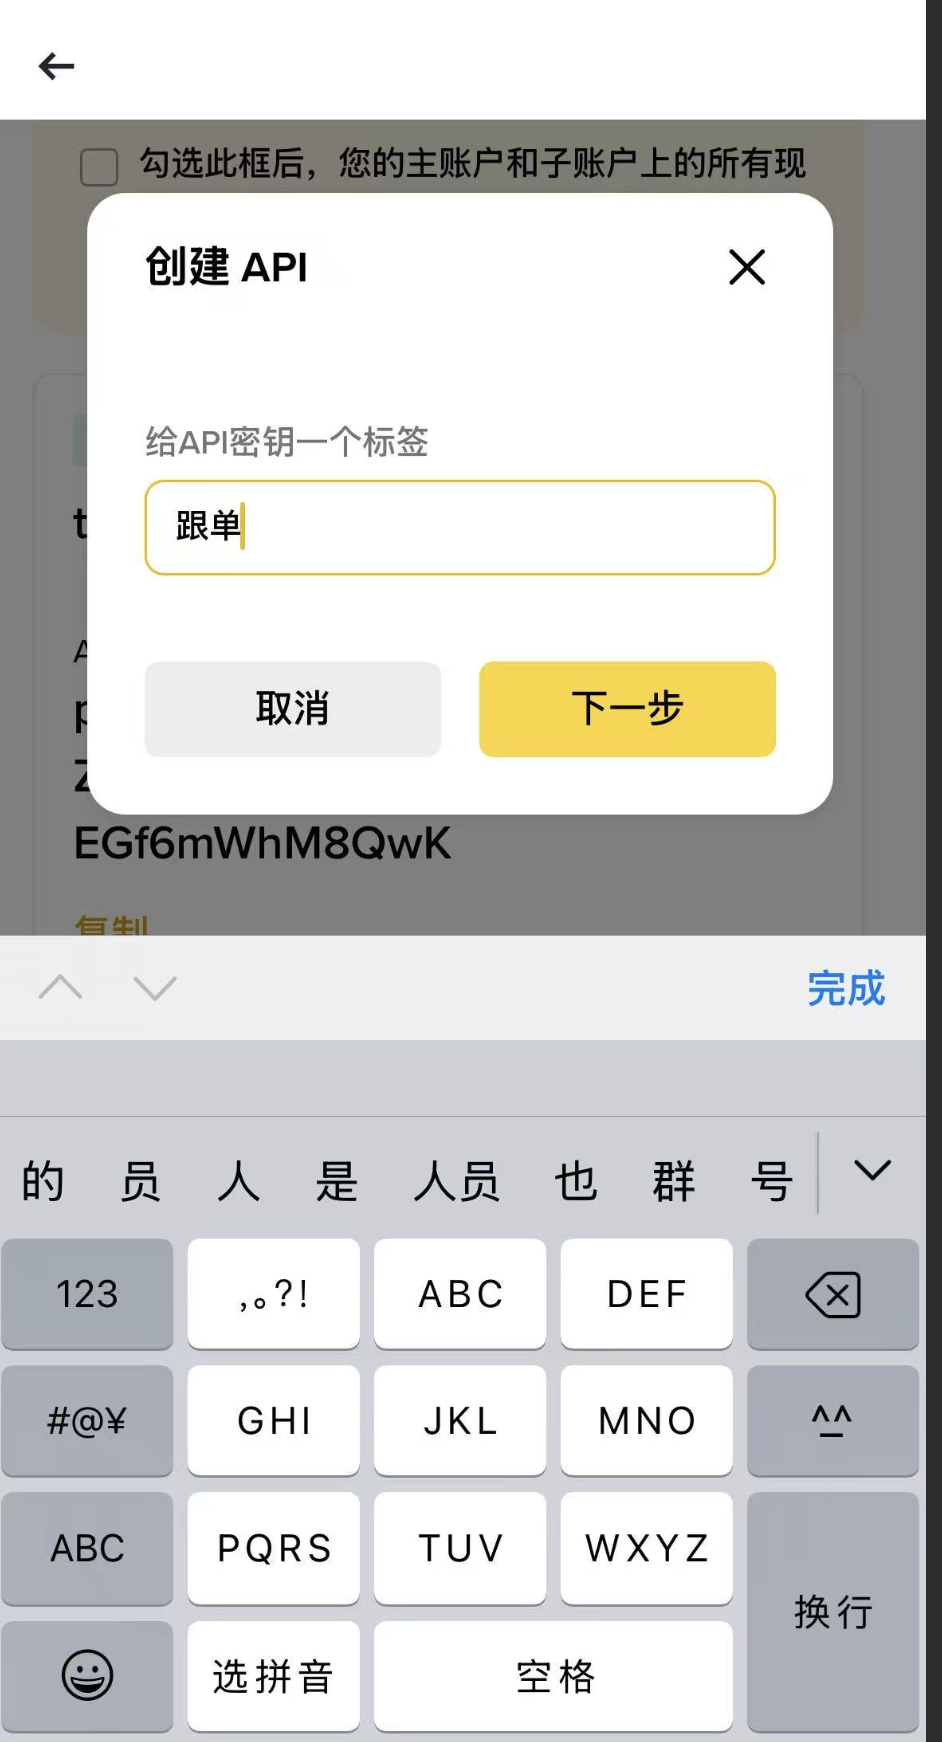 勾选此框后，您的主账户和子账户上的所有现
创建 API
给API密钥一个标签
跟单
取消
下一步
EGf6mWhM8QwK
复制
完成
的 员 人 是 人员 也 群 号
123 ,。?! ABC DEF
#@¥ GHI JKL MNO ^^
ABC PQRS TUV WXYZ
换行
选拼音 空格